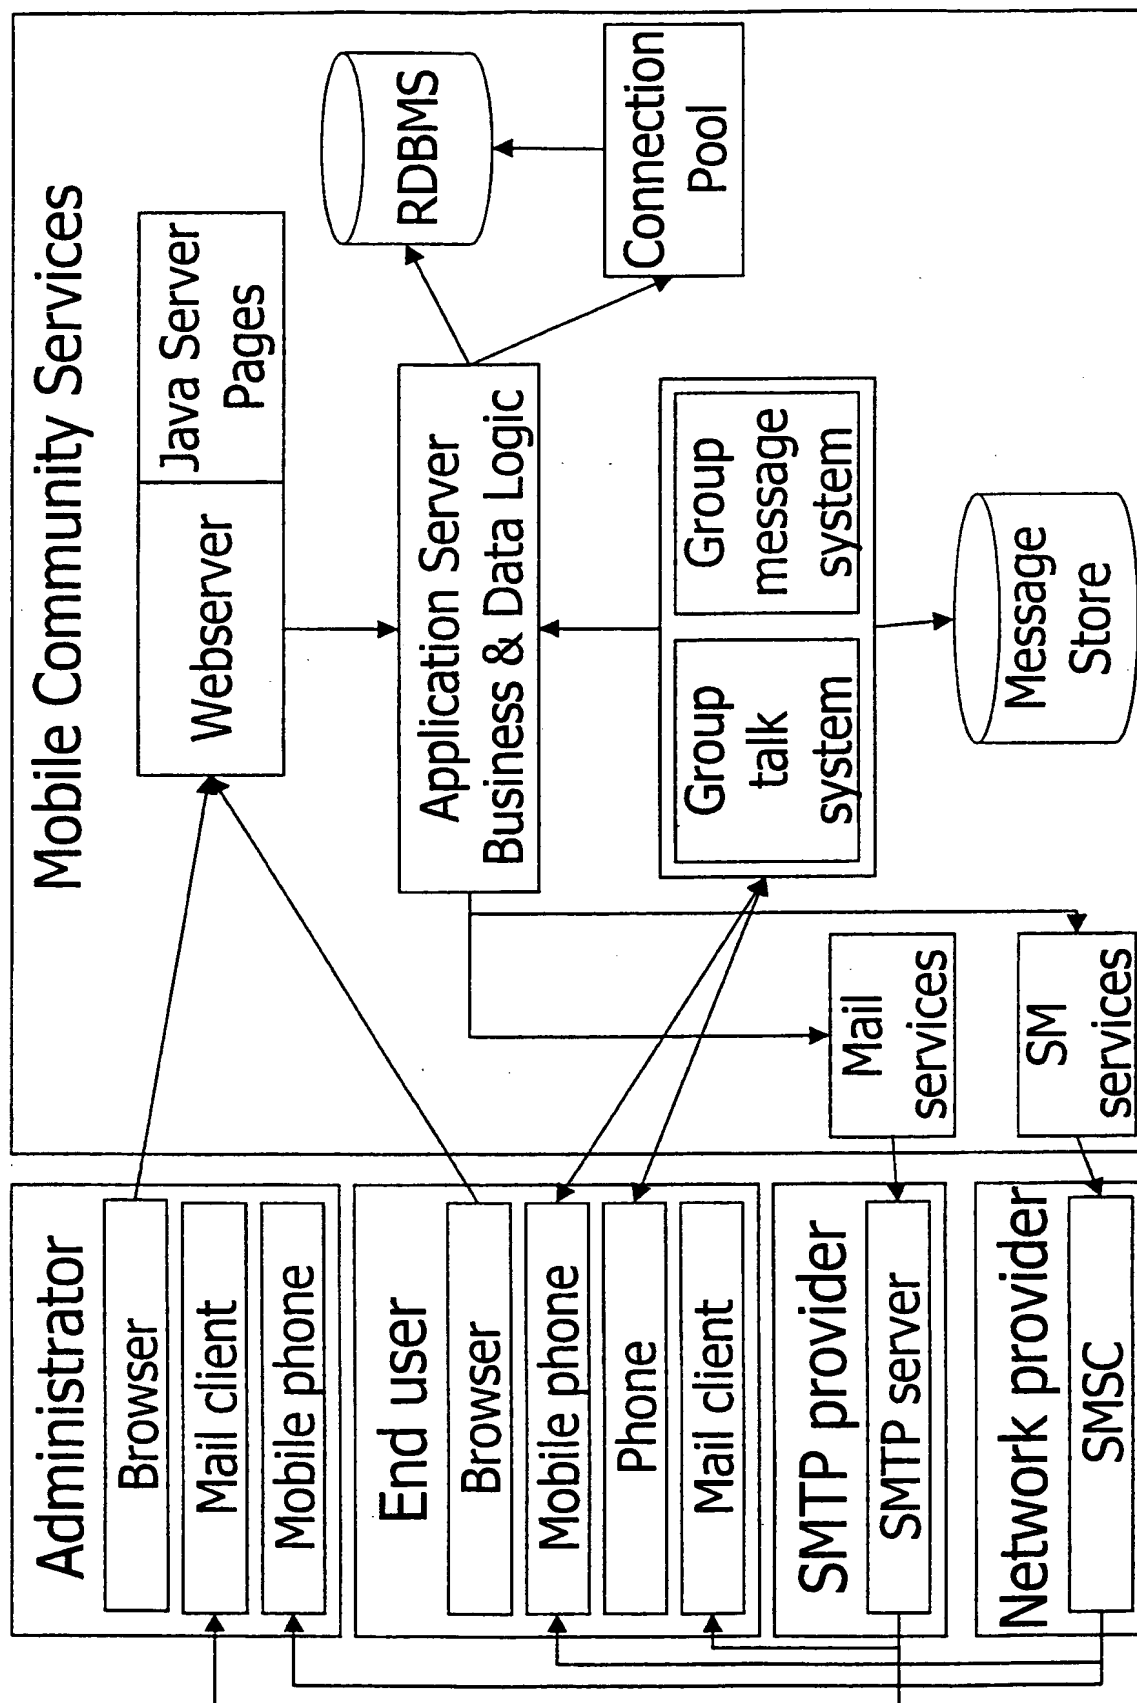 Mobile Community Services
Administrator
Browser
Mail client
Mobile phone
End user
Browser
Mobile phone
Phone
Mail client
SMTP provider
SMTP server
Network provider
SMSC
Webserver
Java Server
Pages
Application Server
Business & Data Logic
RDBMS
Connection
Pool
Group
talk
system
Group
message
system
Mail
services
SM
services
Message
Store